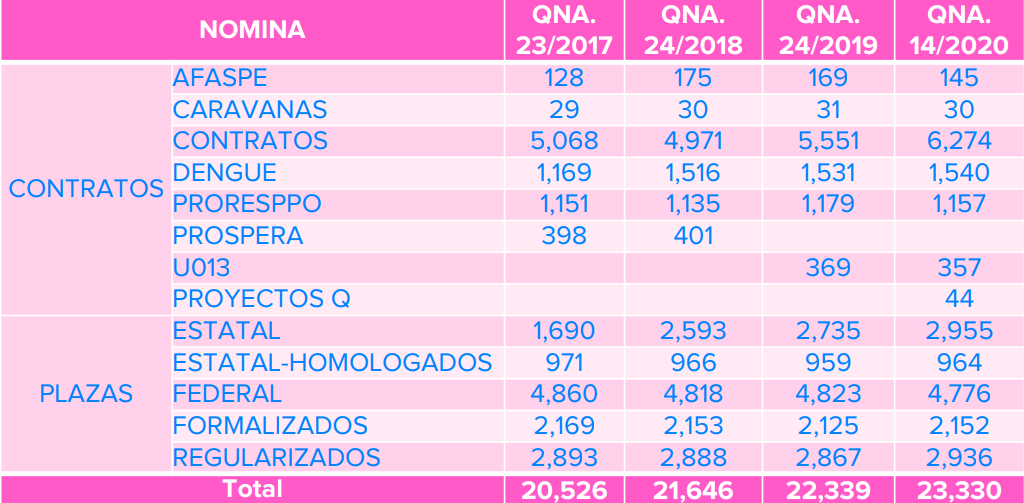 NOMINA QNA. 23/2017 QNA. 24/2018 QNA. 24/2019 QNA. 14/2020
CONTRATOS
AFASPE 128 175 169 145
CARAVANAS 29 30 31 30
CONTRATOS 5,068 4,971 5,551 6,274
DENGUE 1,169 1,516 1,531 1,540
PRORESPPO 1,151 1,135 1,179 1,157
PROSPERA 398 401
U013 369 357
PROYECTOS Q 44
PLAZAS
ESTATAL 1,690 2,593 2,735 2,955
ESTATAL-HOMOLOGADOS 971 966 959 964
FEDERAL 4,860 4,818 4,823 4,776
FORMALIZADOS 2,169 2,153 2,125 2,152
REGULARIZADOS 2,893 2,888 2,867 2,936
Total 20,526 21,646 22,339 23,330